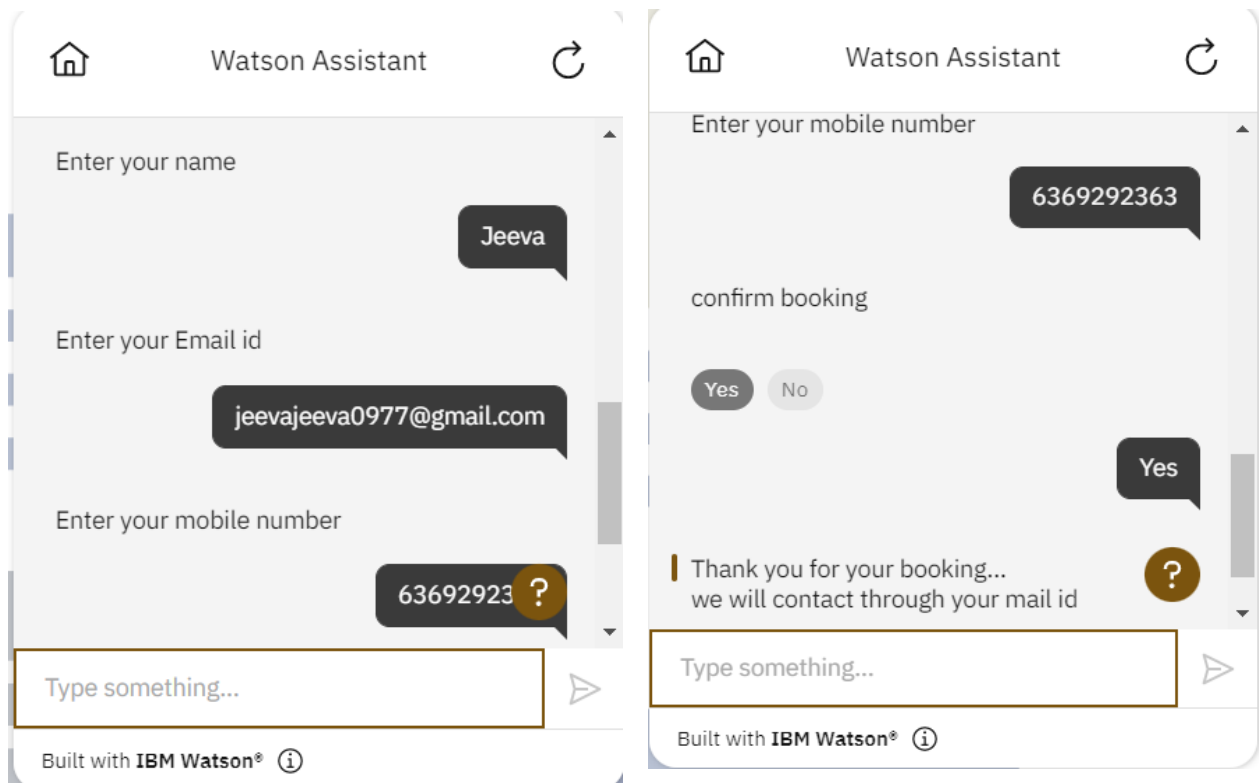 Watson Assistant
Enter your name
Jeeva
Enter your Email id
jeevajeeva0977@gmail.com
Enter your mobile number
63692923
?
Type something...
Built with IBM Watson®
Watson Assistant
Enter your mobile number
6369292363
confirm booking
Yes No
Yes
Thank you for your booking...
we will contact through your mail id
?
Type something...
Built with IBM Watson®